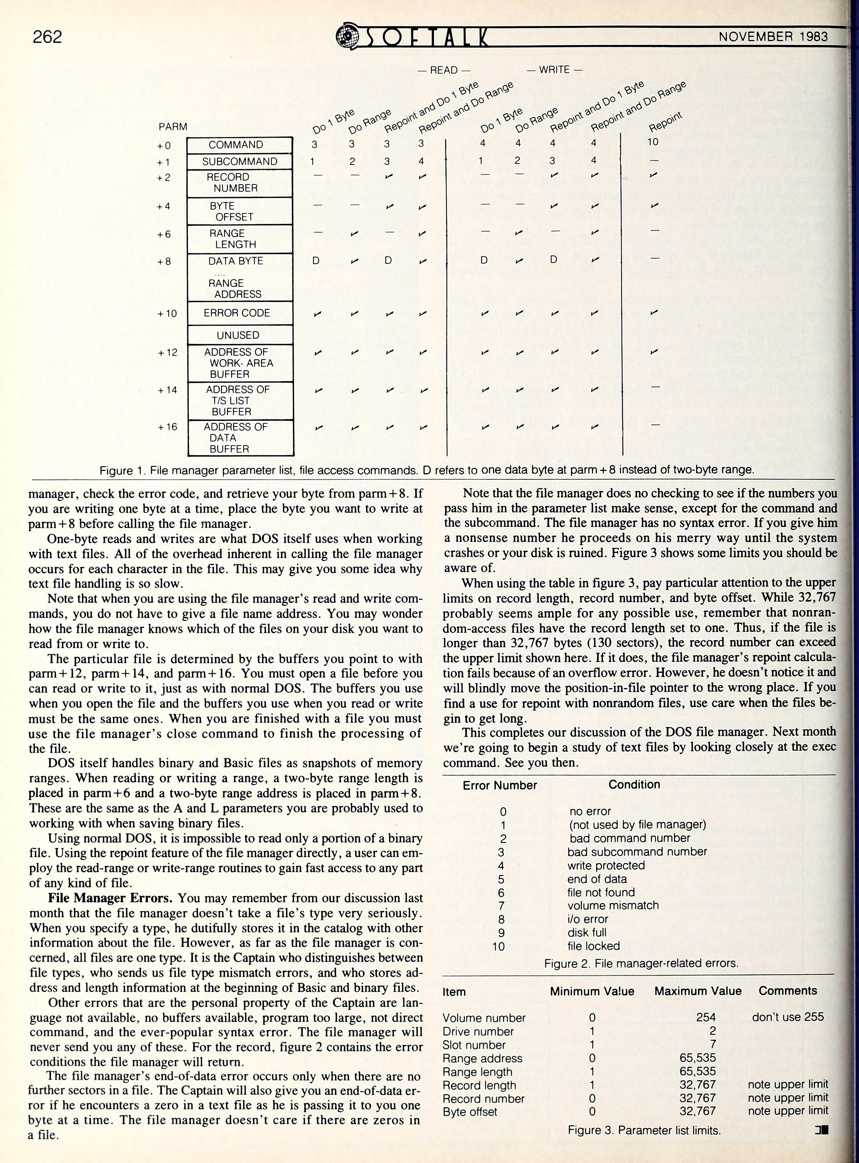 262
SOFTALK
NOVEMBER 1983
— READ —
— WRITE —
PARM
Do 1 Byte
Do Range
Repoint and Do 1 Byte
Repoint and Do Range
Do 1 Byte
Do Range
Repoint and Do 1 Byte
Repoint and Do Range
Repoint
+0 COMMAND 3 3 3 3 4 4 4 4 10
+1 SUBCOMMAND 1 2 3 4 1 2 3 4 —
+2 RECORD NUMBER — — ✓ ✓ — — ✓ ✓ ✓
+4 BYTE OFFSET — — ✓ ✓ — — ✓ ✓ ✓
+6 RANGE LENGTH — ✓ — ✓ — ✓ — ✓ —
+8 DATA BYTE D ✓ D ✓ D ✓ D ✓ —
....
RANGE ADDRESS
+10 ERROR CODE ✓ ✓ ✓ ✓ ✓ ✓ ✓ ✓ ✓
UNUSED
+12 ADDRESS OF WORK-AREA BUFFER ✓ ✓ ✓ ✓ ✓ ✓ ✓ ✓ ✓
+14 ADDRESS OF T/S LIST BUFFER ✓ ✓ ✓ ✓ ✓ ✓ ✓ ✓ —
+16 ADDRESS OF DATA BUFFER ✓ ✓ ✓ ✓ ✓ ✓ ✓ ✓ —
Figure 1. File manager parameter list, file access commands. D refers to one data byte at parm+8 instead of two-byte range.
manager, check the error code, and retrieve your byte from parm+8. If
you are writing one byte at a time, place the byte you want to write at
parm+8 before calling the file manager.
One-byte reads and writes are what DOS itself uses when working
with text files. All of the overhead inherent in calling the file manager
occurs for each character in the file. This may give you some idea why
text file handling is so slow.
Note that when you are using the file manager's read and write com-
mands, you do not have to give a file name address. You may wonder
how the file manager knows which of the files on your disk you want to
read from or write to.
The particular file is determined by the buffers you point to with
parm+12, parm+14, and parm+16. You must open a file before you
can read or write to it, just as with normal DOS. The buffers you use
when you open the file and the buffers you use when you read or write
must be the same ones. When you are finished with a file you must
use the file manager's close command to finish the processing of
the file.
DOS itself handles binary and Basic files as snapshots of memory
ranges. When reading or writing a range, a two-byte range length is
placed in parm+6 and a two-byte range address is placed in parm+8.
These are the same as the A and L parameters you are probably used to
working with when saving binary files.
Using normal DOS, it is impossible to read only a portion of a binary
file. Using the repoint feature of the file manager directly, a user can em-
ploy the read-range or write-range routines to gain fast access to any part
of any kind of file.
File Manager Errors. You may remember from our discussion last
month that the file manager doesn't take a file's type very seriously.
When you specify a type, he dutifully stores it in the catalog with other
information about the file. However, as far as the file manager is con-
cerned, all files are one type. It is the Captain who distinguishes between
file types, who sends us file type mismatch errors, and who stores ad-
dress and length information at the beginning of Basic and binary files.
Other errors that are the personal property of the Captain are lan-
guage not available, no buffers available, program too large, not direct
command, and the ever-popular syntax error. The file manager will
never send you any of these. For the record, figure 2 contains the error
conditions the file manager will return.
The file manager's end-of-data error occurs only when there are no
further sectors in a file. The Captain will also give you an end-of-data er-
ror if he encounters a zero in a text file as he is passing it to you one
byte at a time. The file manager doesn't care if there are zeros in
a file.
Note that the file manager does no checking to see if the numbers you
pass him in the parameter list make sense, except for the command and
the subcommand. The file manager has no syntax error. If you give him
a nonsense number he proceeds on his merry way until the system
crashes or your disk is ruined. Figure 3 shows some limits you should be
aware of.
When using the table in figure 3, pay particular attention to the upper
limits on record length, record number, and byte offset. While 32,767
probably seems ample for any possible use, remember that nonran-
dom-access files have the record length set to one. Thus, if the file is
longer than 32,767 bytes (130 sectors), the record number can exceed
the upper limit shown here. If it does, the file manager's repoint calcula-
tion fails because of an overflow error. However, he doesn't notice it and
will blindly move the position-in-file pointer to the wrong place. If you
find a use for repoint with nonrandom files, use care when the files be-
gin to get long.
This completes our discussion of the DOS file manager. Next month
we're going to begin a study of text files by looking closely at the exec
command. See you then.
Error Number Condition
0 no error
1 (not used by file manager)
2 bad command number
3 bad subcommand number
4 write protected
5 end of data
6 file not found
7 volume mismatch
8 i/o error
9 disk full
10 file locked
Figure 2. File manager-related errors.
Item Minimum Value Maximum Value Comments
Volume number 0 254 don't use 255
Drive number 1 2
Slot number 1 7
Range address 0 65,535
Range length 1 65,535
Record length 1 32,767 note upper limit
Record number 0 32,767 note upper limit
Byte offset 0 32,767 note upper limit
Figure 3. Parameter list limits.